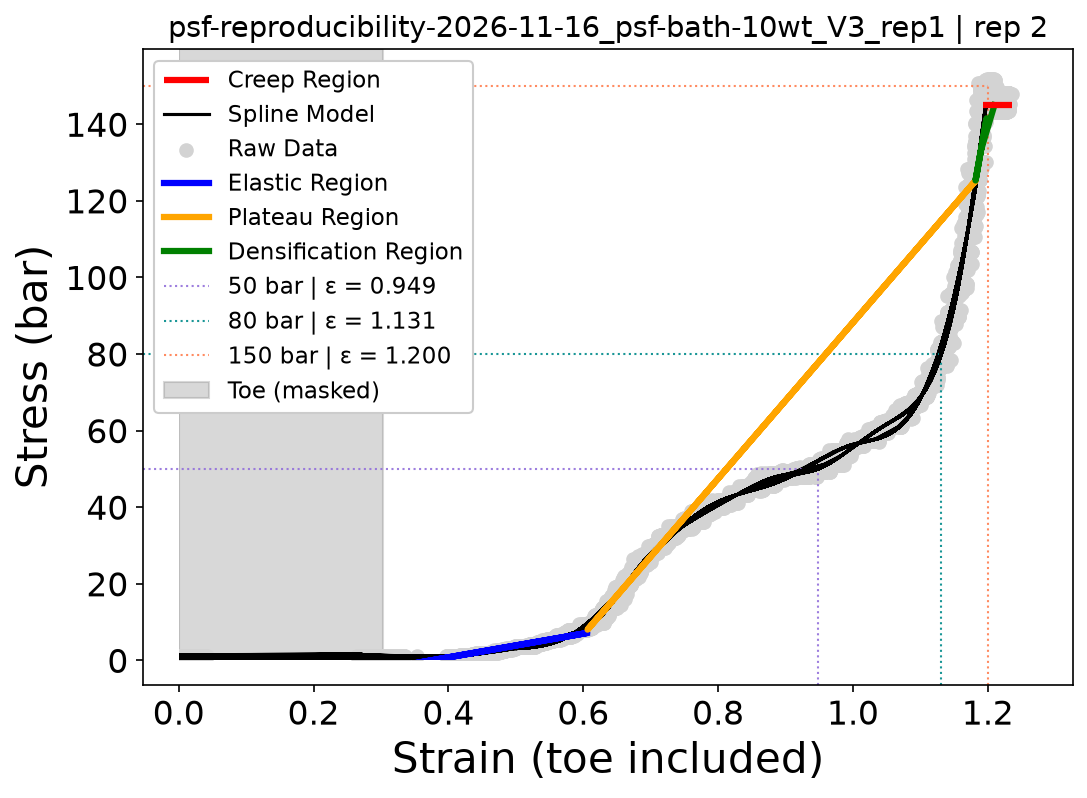 psf-reproducibility-2026-11-16_psf-bath-10wt_V3_rep1 | rep 2
Creep Region
Spline Model
Raw Data
Elastic Region
Plateau Region
Densification Region
50 bar | ε = 0.949
80 bar | ε = 1.131
150 bar | ε = 1.200
Toe (masked)
Stress (bar)
140
120
100
80
60
40
20
0
0.0 0.2 0.4 0.6 0.8 1.0 1.2
Strain (toe included)